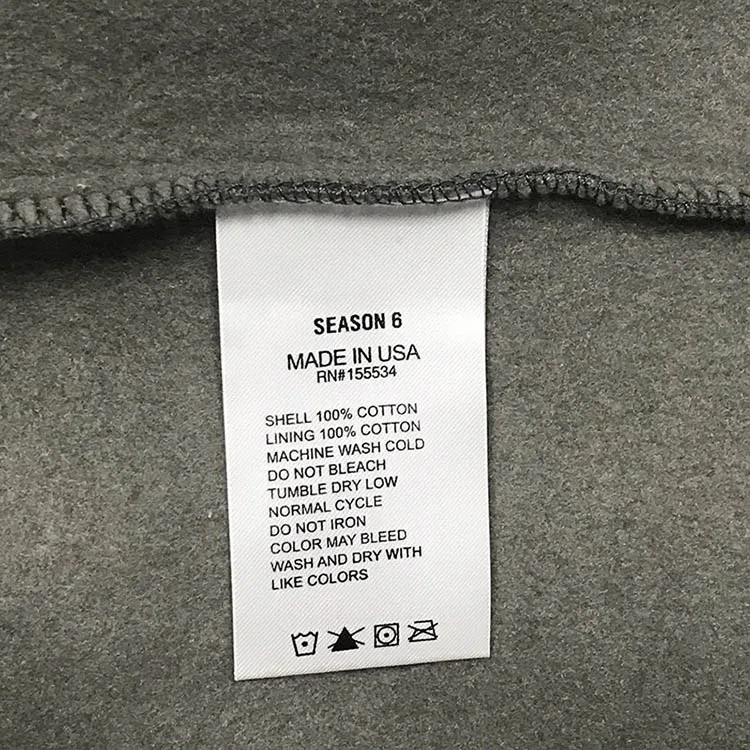 SEASON 6
MADE IN USA
RN#155534
SHELL 100% COTTON
LINING 100% COTTON
MACHINE WASH COLD
DO NOT BLEACH
TUMBLE DRY LOW
NORMAL CYCLE
DO NOT IRON
COLOR MAY BLEED
WASH AND DRY WITH
LIKE COLORS